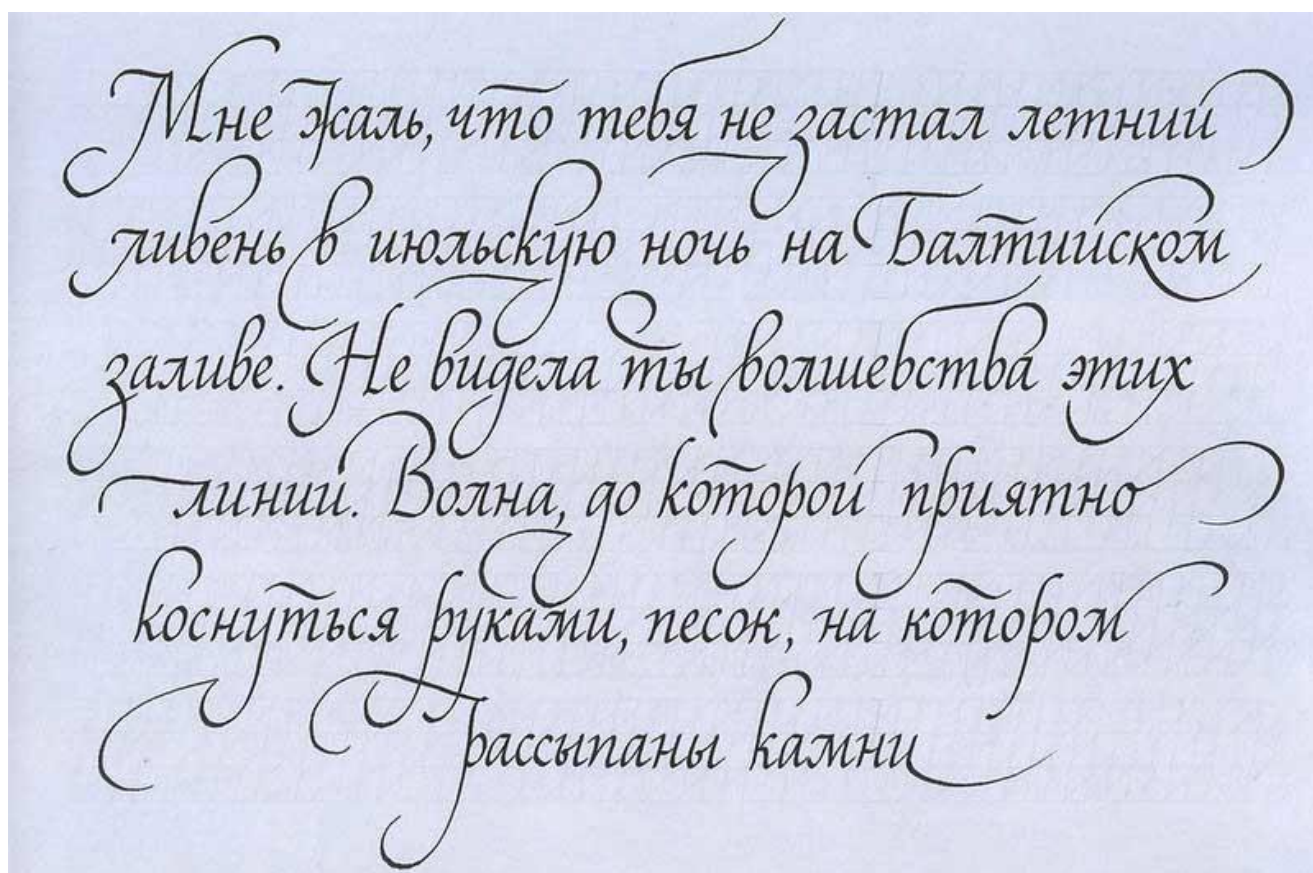 Мне жаль, что тебя не застал летний
ливень в июльскую ночь на Балтийском
заливе. Не видела ты волшебства этих
линий. Волна, до которой приятно
коснуться руками, песок, на котором
рассыпаны камни